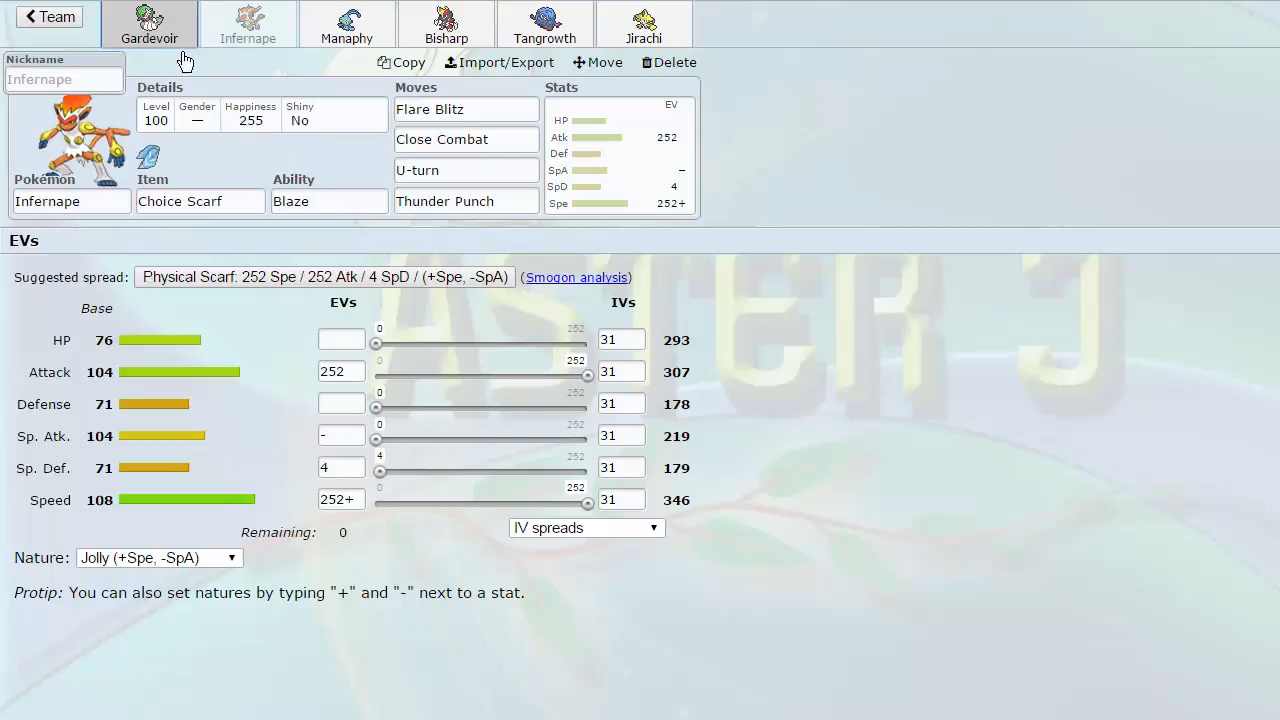 Team
Gardevoir
Infernape
Manaphy
Bisharp
Tangrowth
Jirachi
Copy
Import/Export
Move
Delete
Nickname
Infernape
Details
Level
100
Gender
—
Happiness
255
Shiny
No
Pokémon
Infernape
Item
Choice Scarf
Ability
Blaze
Moves
Flare Blitz
Close Combat
U-turn
Thunder Punch
Stats
EV
HP
Atk 252
Def
SpA –
SpD 4
Spe 252+
EVs
Suggested spread: Physical Scarf: 252 Spe / 252 Atk / 4 SpD / (+Spe, -SpA) (Smogon analysis)
Base EVs IVs
HP 76 0 252 31 293
Attack 104 252 0 252 31 307
Defense 71 0 252 31 178
Sp. Atk. 104 - 0 252 31 219
Sp. Def. 71 4 4 252 31 179
Speed 108 252+ 0 252 31 346
Remaining: 0
IV spreads
Nature: Jolly (+Spe, -SpA)
Protip: You can also set natures by typing "+" and "-" next to a stat.
ASTER J